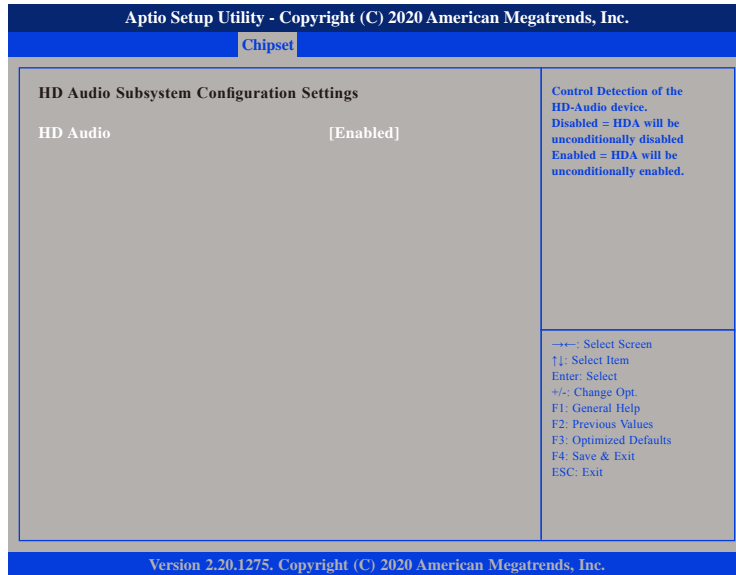 Aptio Setup Utility - Copyright (C) 2020 American Megatrends, Inc.
Chipset
HD Audio Subsystem Configuration Settings
HD Audio [Enabled]
Control Detection of the
HD-Audio device.
Disabled = HDA will be
unconditionally disabled
Enabled = HDA will be
unconditionally enabled.
→←: Select Screen
↑↓: Select Item
Enter: Select
+/-: Change Opt.
F1: General Help
F2: Previous Values
F3: Optimized Defaults
F4: Save & Exit
ESC: Exit
Version 2.20.1275. Copyright (C) 2020 American Megatrends, Inc.